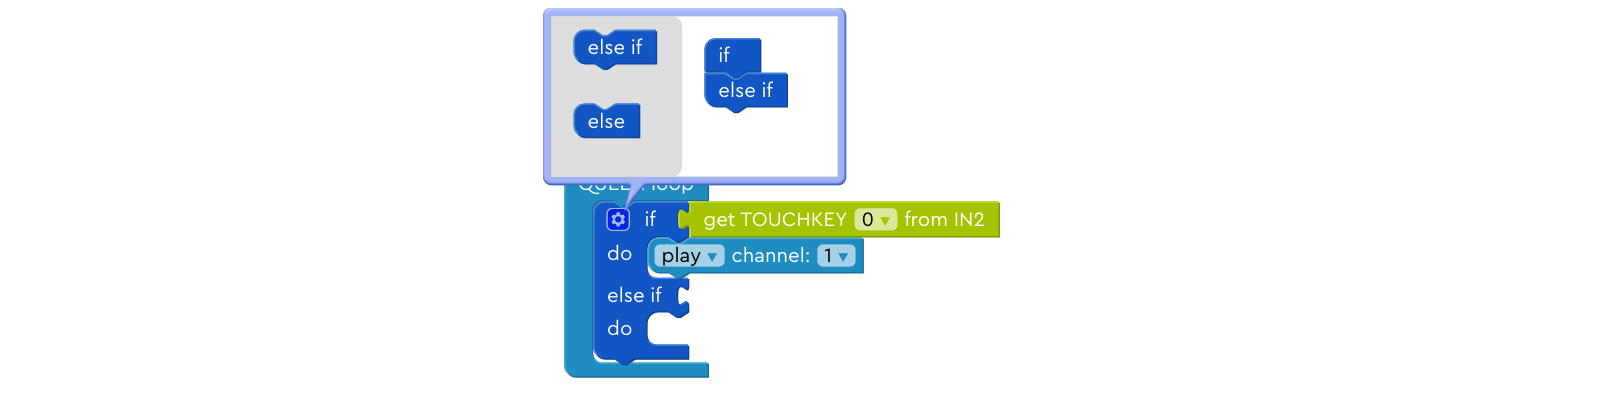 else if
else
if
else if
loop
if get TOUCHKEY 0 from IN2
do play channel: 1
else if
do